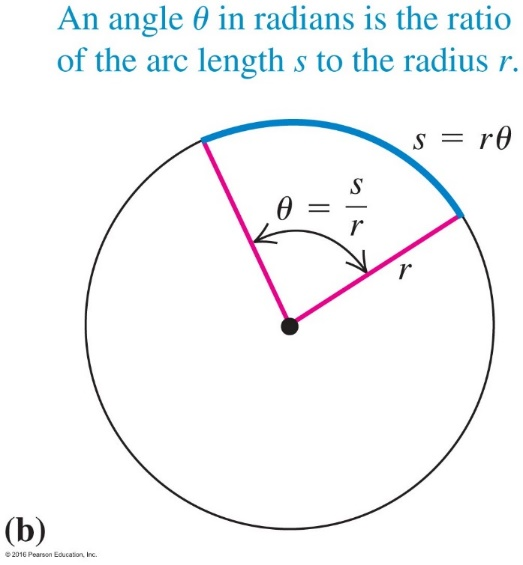 An angle θ in radians is the ratio
of the arc length s to the radius r.
s = rθ
θ = s/r
r
(b)
© 2016 Pearson Education, Inc.